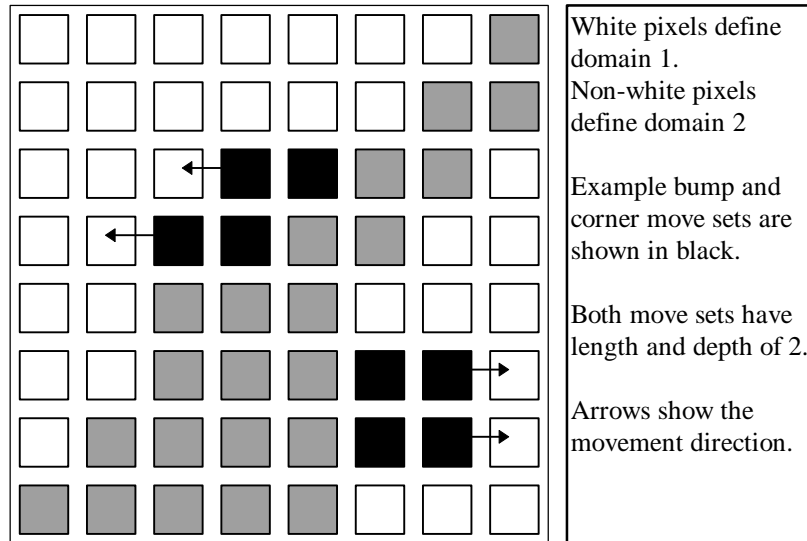 White pixels define
domain 1.
Non-white pixels
define domain 2
Example bump and
corner move sets are
shown in black.
Both move sets have
length and depth of 2.
Arrows show the
movement direction.